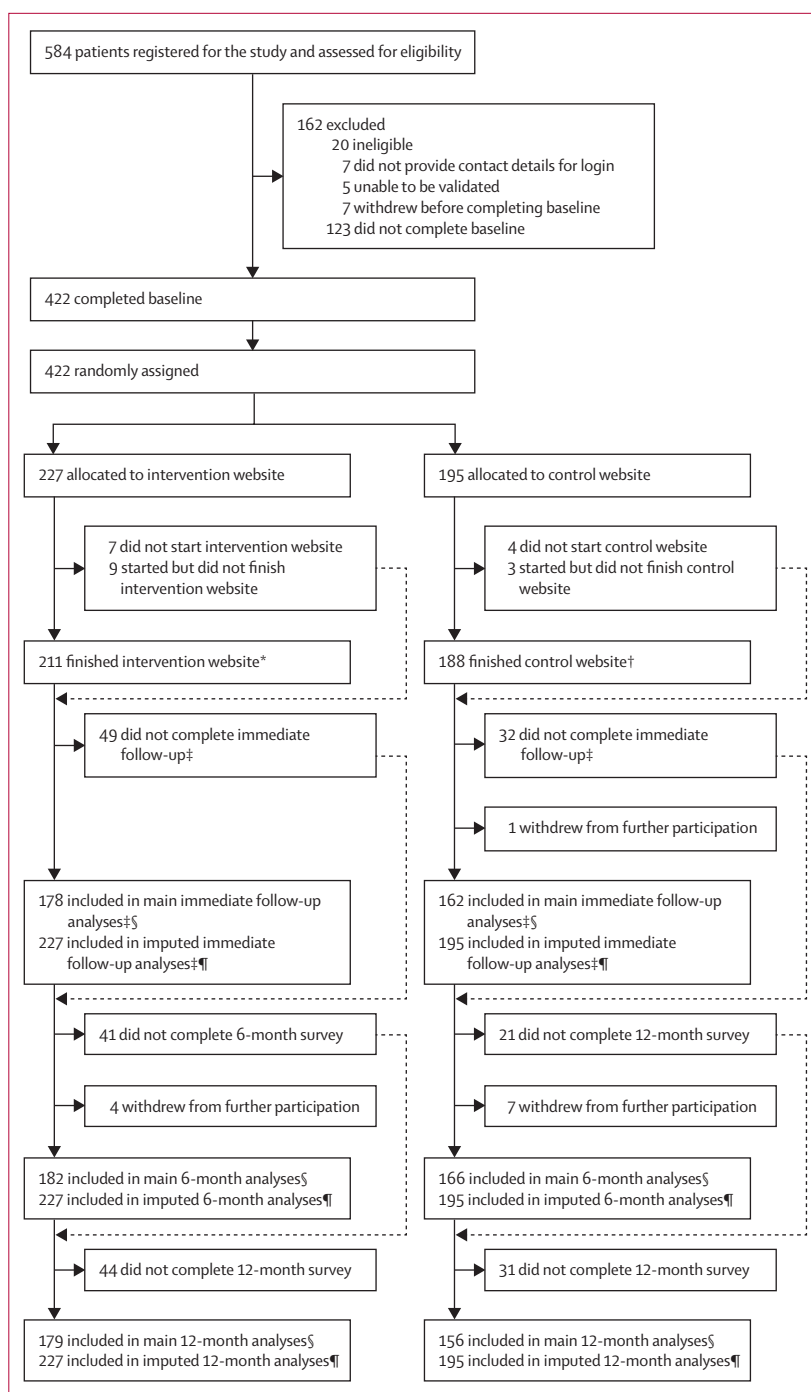 584 patients registered for the study and assessed for eligibility
162 excluded
20 ineligible
7 did not provide contact details for login
5 unable to be validated
7 withdrew before completing baseline
123 did not complete baseline
422 completed baseline
422 randomly assigned
227 allocated to intervention website
195 allocated to control website
7 did not start intervention website
9 started but did not finish
intervention website
4 did not start control website
3 started but did not finish control
website
211 finished intervention website*
188 finished control website†
49 did not complete immediate
follow-up‡
32 did not complete immediate
follow-up‡
1 withdrew from further participation
178 included in main immediate follow-up
analyses‡§
227 included in imputed immediate
follow-up analyses‡¶
162 included in main immediate follow-up
analyses‡§
195 included in imputed immediate
follow-up analyses‡¶
41 did not complete 6-month survey
21 did not complete 12-month survey
4 withdrew from further participation
7 withdrew from further participation
182 included in main 6-month analyses§
227 included in imputed 6-month analyses¶
166 included in main 6-month analyses§
195 included in imputed 6-month analyses¶
44 did not complete 12-month survey
31 did not complete 12-month survey
179 included in main 12-month analyses§
227 included in imputed 12-month analyses¶
156 included in main 12-month analyses§
195 included in imputed 12-month analyses¶